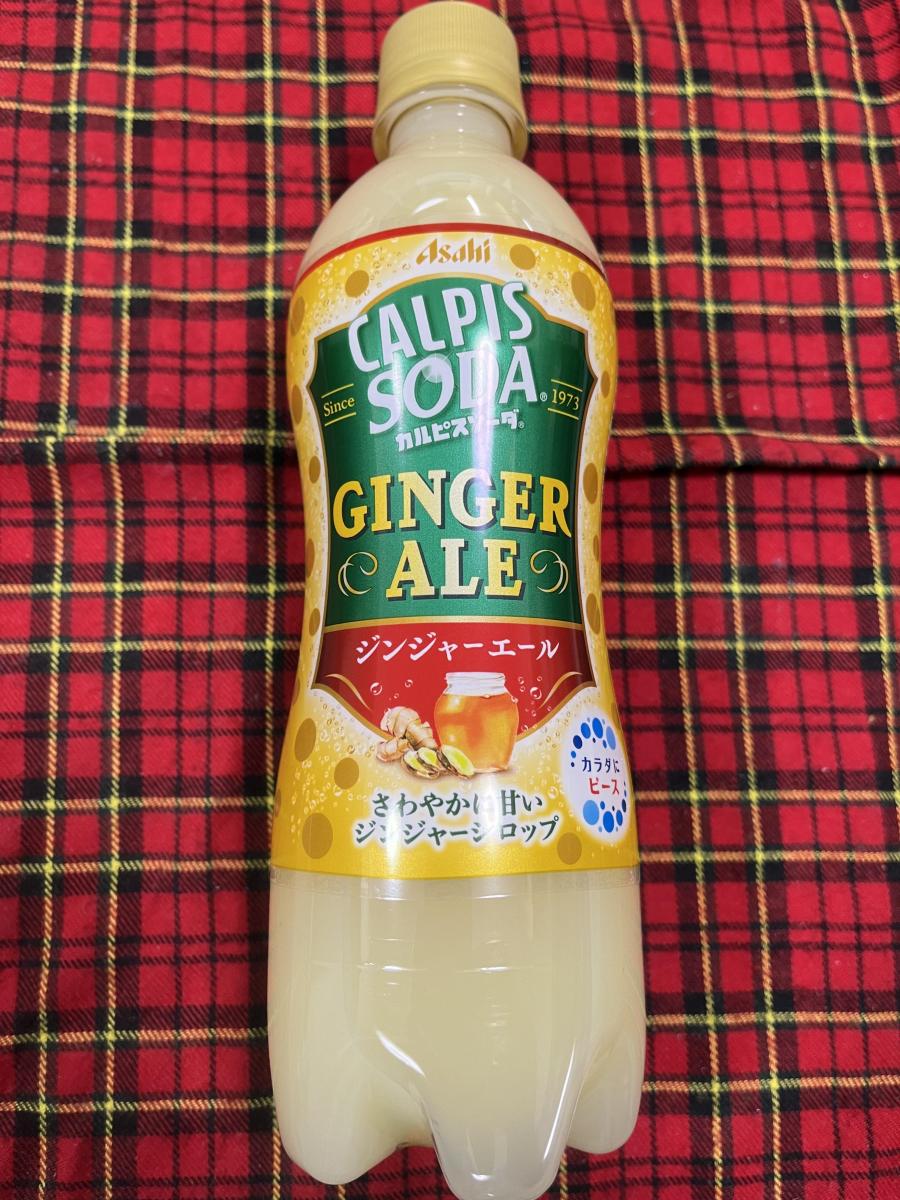 Asahi
CALPIS
SODA®
Since 1973
カルピスソーダ®
GINGER
ALE
ジンジャーエール
カラダに
ピース
さわやかに甘い
ジンジャーシロップ